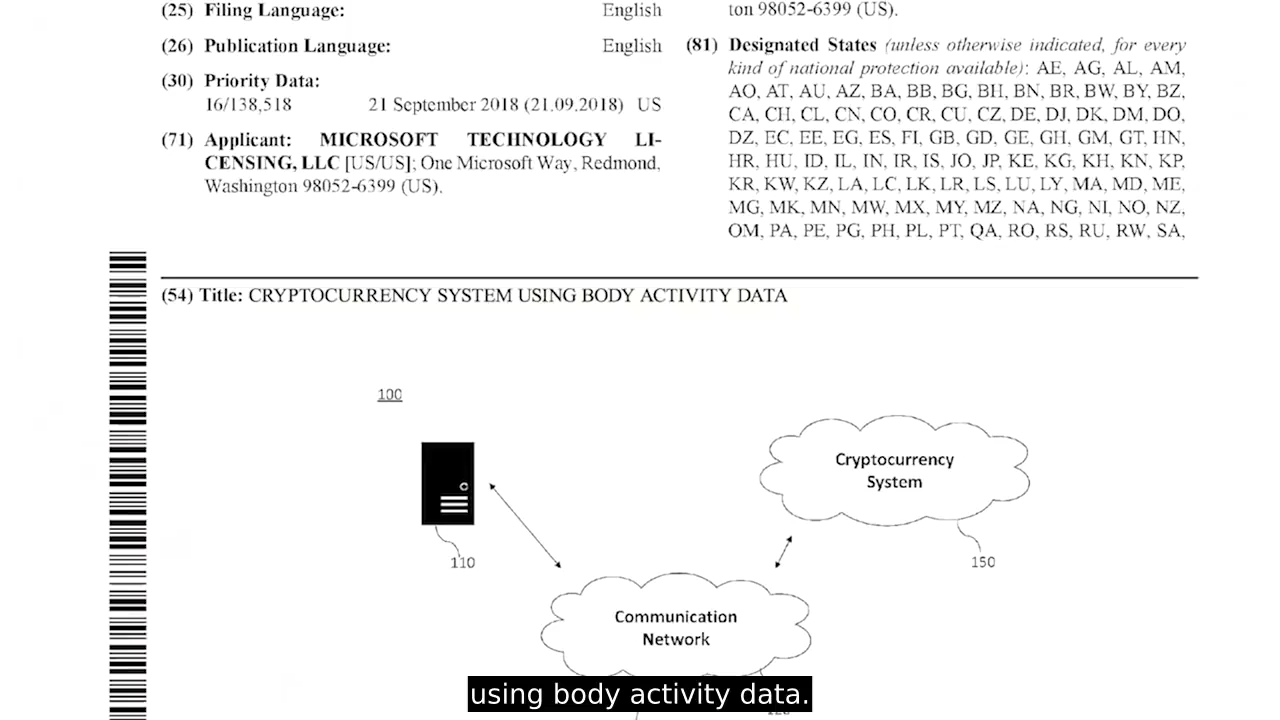 (25) Filing Language: English
(26) Publication Language: English
(30) Priority Data:
16/138,518 21 September 2018 (21.09.2018) US
(71) Applicant: MICROSOFT TECHNOLOGY LI-
CENSING, LLC [US/US]; One Microsoft Way, Redmond,
Washington 98052-6399 (US).
ton 98052-6399 (US).
(81) Designated States (unless otherwise indicated, for every
kind of national protection available): AE, AG, AL, AM,
AO, AT, AU, AZ, BA, BB, BG, BH, BN, BR, BW, BY, BZ,
CA, CH, CL, CN, CO, CR, CU, CZ, DE, DJ, DK, DM, DO,
DZ, EC, EE, EG, ES, FI, GB, GD, GE, GH, GM, GT, HN,
HR, HU, ID, IL, IN, IR, IS, JO, JP, KE, KG, KH, KN, KP,
KR, KW, KZ, LA, LC, LK, LR, LS, LU, LY, MA, MD, ME,
MG, MK, MN, MW, MX, MY, MZ, NA, NG, NI, NO, NZ,
OM, PA, PE, PG, PH, PL, PT, QA, RO, RS, RU, RW, SA,
(54) Title: CRYPTOCURRENCY SYSTEM USING BODY ACTIVITY DATA
100
Cryptocurrency
System
110
150
Communication
Network
using body activity data.